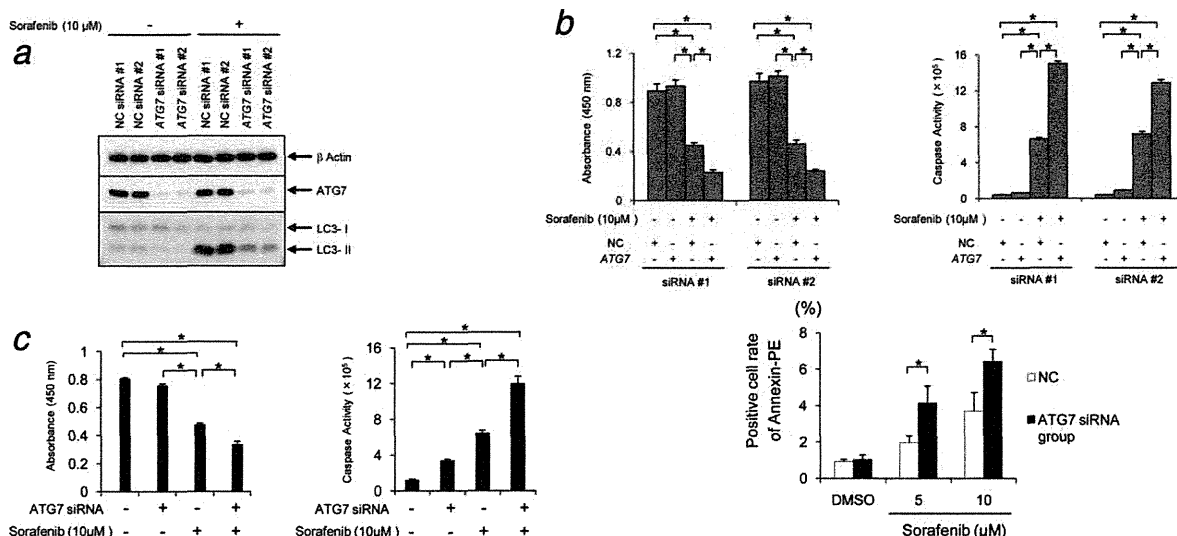 Sorafenib (10 µM) - +
a
NC siRNA #1
NC siRNA #2
ATG7 siRNA #1
ATG7 siRNA #2
NC siRNA #1
NC siRNA #2
ATG7 siRNA #1
ATG7 siRNA #2
β Actin
ATG7
LC3- I
LC3- II
b
Absorbance (450 nm)
1.2
0.8
0.4
0
* * * * * * * *
Sorafenib (10µM) - - + + - - + +
NC + - + - + - + -
ATG7 - + - + - + - +
siRNA #1 siRNA #2
Caspase Activity (× 10⁵)
16
12
8
4
0
* * * * * * * *
Sorafenib (10µM) - - + + - - + +
NC + - + - + - + -
ATG7 - + - + - + - +
siRNA #1 siRNA #2
c
Absorbance (450 nm)
1
0.8
0.6
0.4
0.2
0
* * * *
ATG7 siRNA - + - +
Sorafenib (10µM) - - + +
Caspase Activity (× 10⁵)
16
12
8
4
0
* * * * *
ATG7 siRNA - + - +
Sorafenib (10µM) - - + +
(%)
Positive cell rate
of Annexin-PE
8
6
4
2
0
* *
NC
ATG7 siRNA
group
DMSO 5 10
Sorafenib (µM)